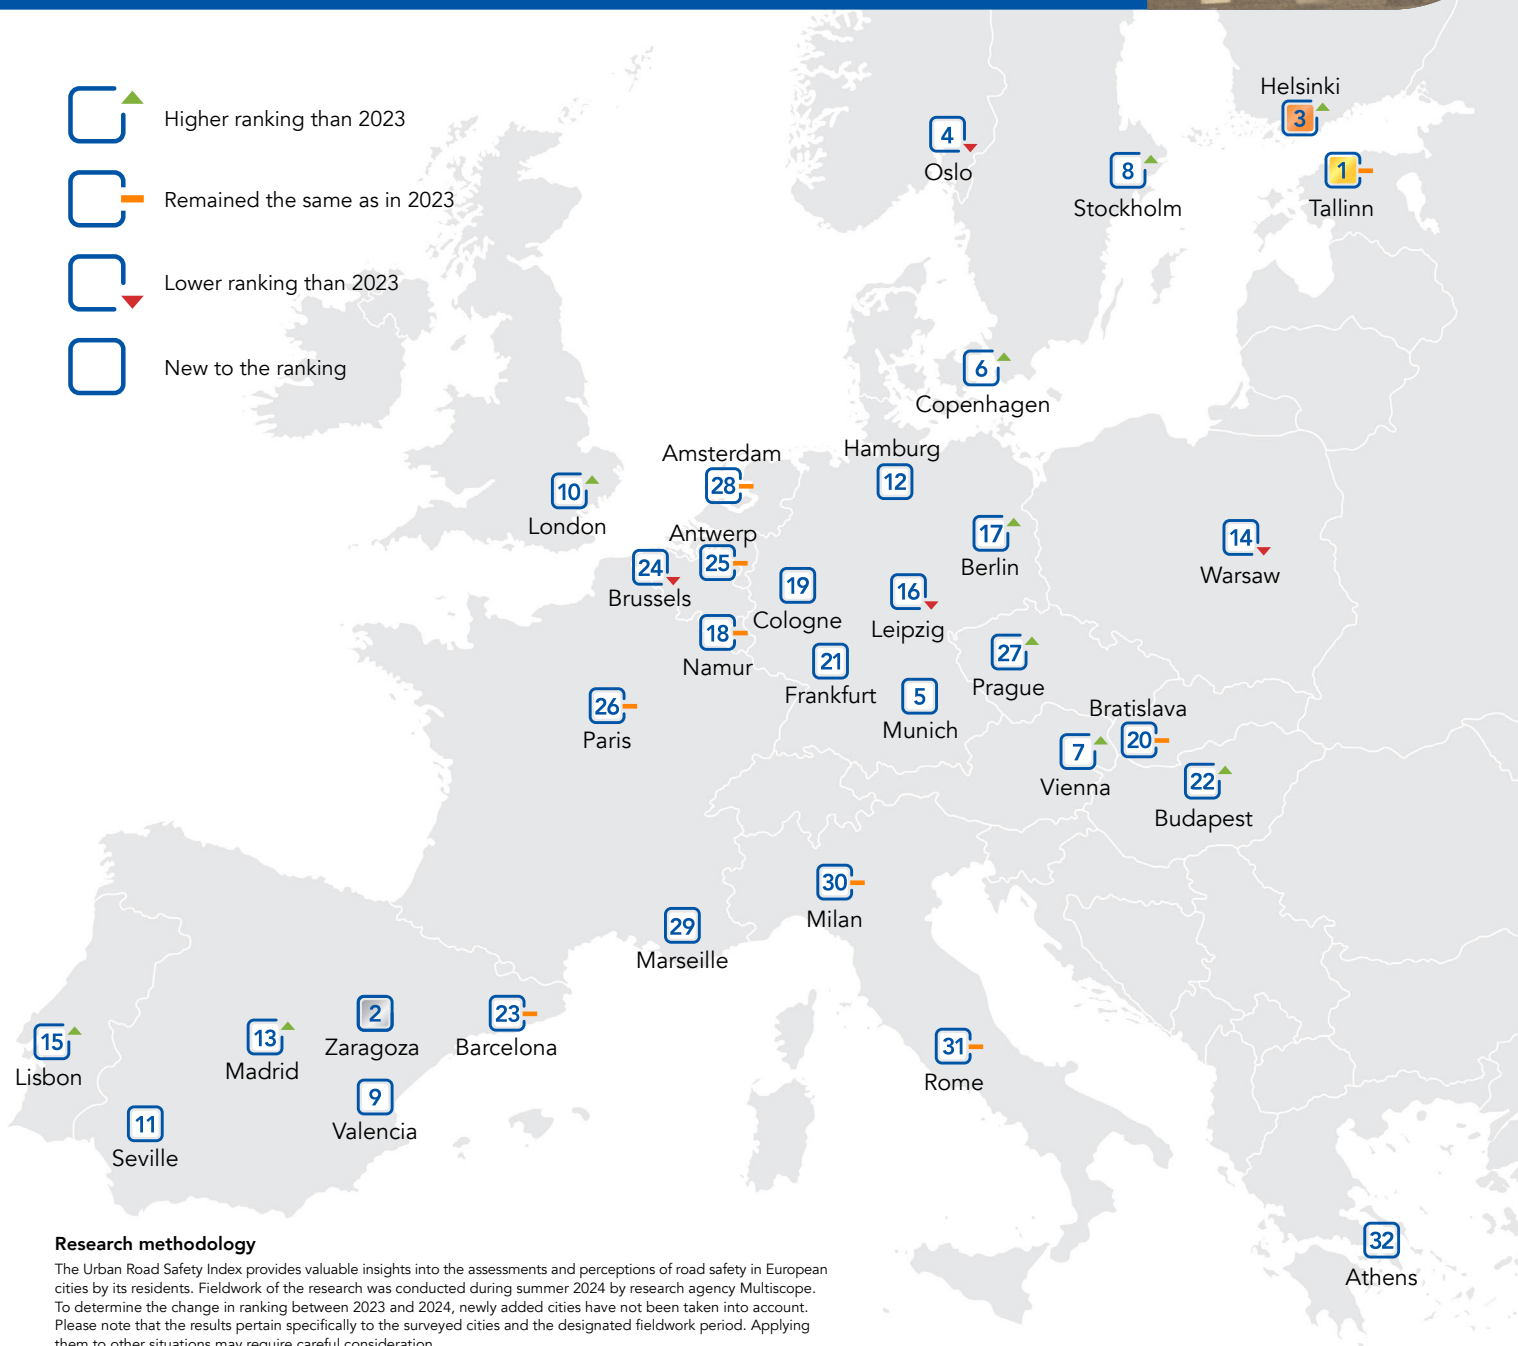 Higher ranking than 2023
Remained the same as in 2023
Lower ranking than 2023
New to the ranking
Helsinki
3
4
Oslo
8
Stockholm
1
Tallinn
6
Copenhagen
Amsterdam
28
Hamburg
12
10
London
Antwerp
25
17
Berlin
14
Warsaw
24
Brussels
19
Cologne
16
Leipzig
18
Namur
21
Frankfurt
27
Prague
5
Munich
26
Paris
Bratislava
20
7
Vienna
22
Budapest
30
Milan
29
Marseille
2
Zaragoza
23
Barcelona
15
Lisbon
13
Madrid
31
Rome
9
Valencia
11
Seville
32
Athens
Research methodology
The Urban Road Safety Index provides valuable insights into the assessments and perceptions of road safety in European
cities by its residents. Fieldwork of the research was conducted during summer 2024 by research agency Multiscope.
To determine the change in ranking between 2023 and 2024, newly added cities have not been taken into account.
Please note that the results pertain specifically to the surveyed cities and the designated fieldwork period. Applying
them to other situations may require careful consideration